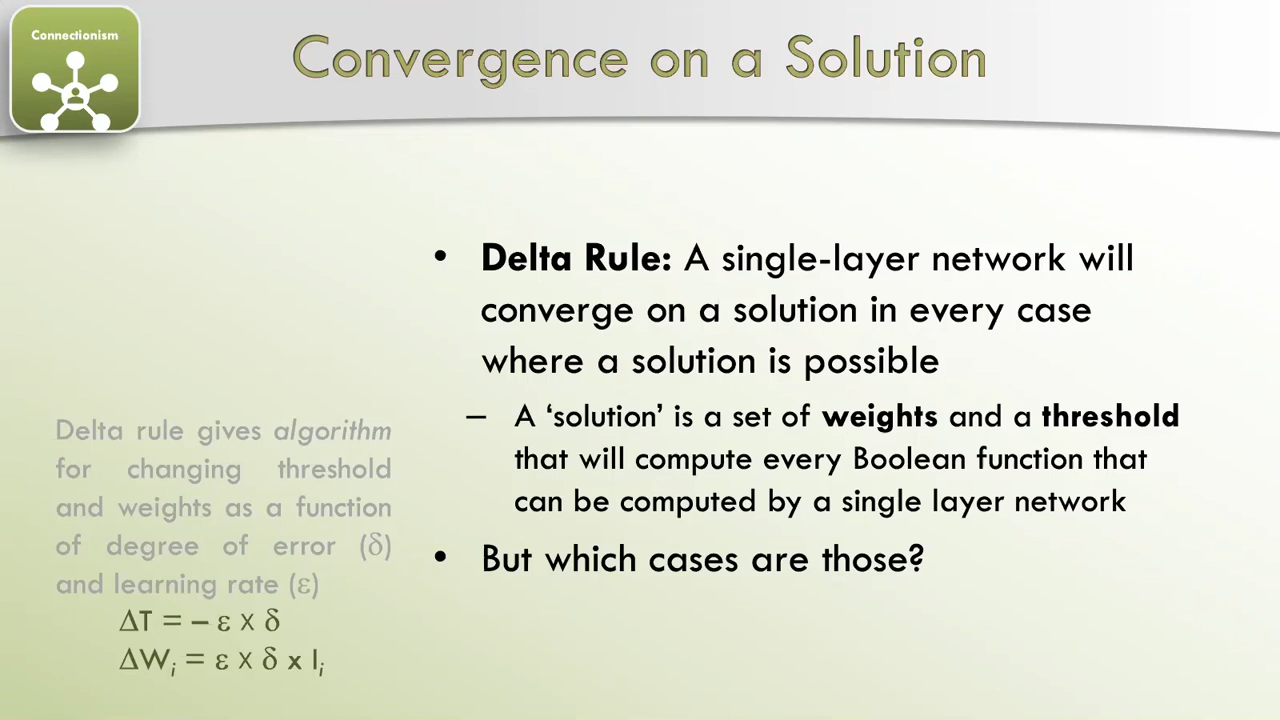 Connectionism
Convergence on a Solution
• Delta Rule: A single-layer network will
converge on a solution in every case
where a solution is possible
– A ‘solution’ is a set of weights and a threshold
that will compute every Boolean function that
can be computed by a single layer network
• But which cases are those?
Delta rule gives algorithm
for changing threshold
and weights as a function
of degree of error (δ)
and learning rate (ε)
ΔT = – ε x δ
ΔWᵢ = ε x δ x Iᵢ